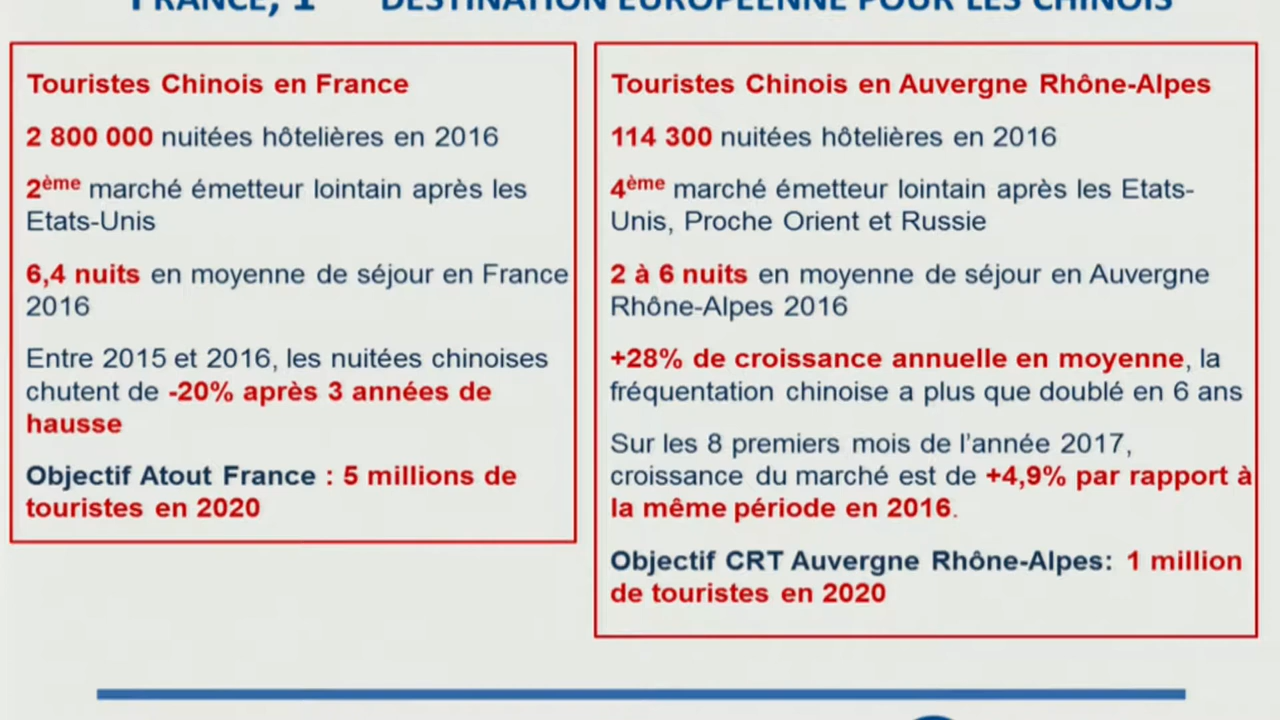 FRANCE, 1 DESTINATION EUROPÉENNE POUR LES CHINOIS
Touristes Chinois en France
2 800 000 nuitées hôtelières en 2016
2ème marché émetteur lointain après les
Etats-Unis
6,4 nuits en moyenne de séjour en France
2016
Entre 2015 et 2016, les nuitées chinoises
chutent de -20% après 3 années de
hausse
Objectif Atout France : 5 millions de
touristes en 2020
Touristes Chinois en Auvergne Rhône-Alpes
114 300 nuitées hôtelières en 2016
4ème marché émetteur lointain après les Etats-
Unis, Proche Orient et Russie
2 à 6 nuits en moyenne de séjour en Auvergne
Rhône-Alpes 2016
+28% de croissance annuelle en moyenne, la
fréquentation chinoise a plus que doublé en 6 ans
Sur les 8 premiers mois de l'année 2017,
croissance du marché est de +4,9% par rapport à
la même période en 2016.
Objectif CRT Auvergne Rhône-Alpes: 1 million
de touristes en 2020